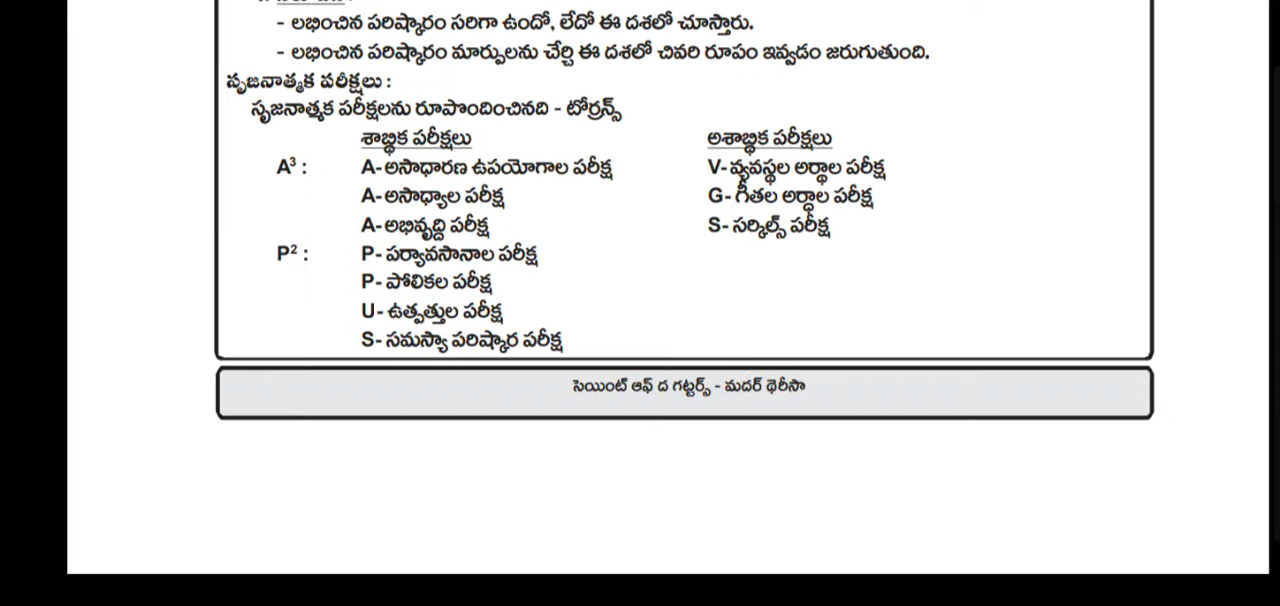 - లభించిన పరిష్కారం సరిగా ఉందో, లేదో ఈ దశలో చూస్తారు.
- లభించిన పరిష్కారం మార్పులను చేర్చి ఈ దశలో చివరి రూపం ఇవ్వడం జరుగుతుంది.
సృజనాత్మక పరీక్షలు :
సృజనాత్మక పరీక్షలను రూపొందించినది - టోర్రన్స్
శాబ్ధిక పరీక్షలు అశాబ్ధిక పరీక్షలు
A³ : A- అసాధారణ ఉపయోగాల పరీక్ష V- వ్యవస్థల అర్థాల పరీక్ష
A- అసాధ్యాల పరీక్ష G- గీతల అర్ధాల పరీక్ష
A- అభివృద్ధి పరీక్ష S- సర్కిల్స్ పరీక్ష
P² : P- పర్యావసానాల పరీక్ష
P- పోలికల పరీక్ష
U- ఉత్పత్తుల పరీక్ష
S- సమస్యా పరిష్కార పరీక్ష
సెయింట్ ఆఫ్ ద గట్టర్స్ - మదర్ థెరీసా